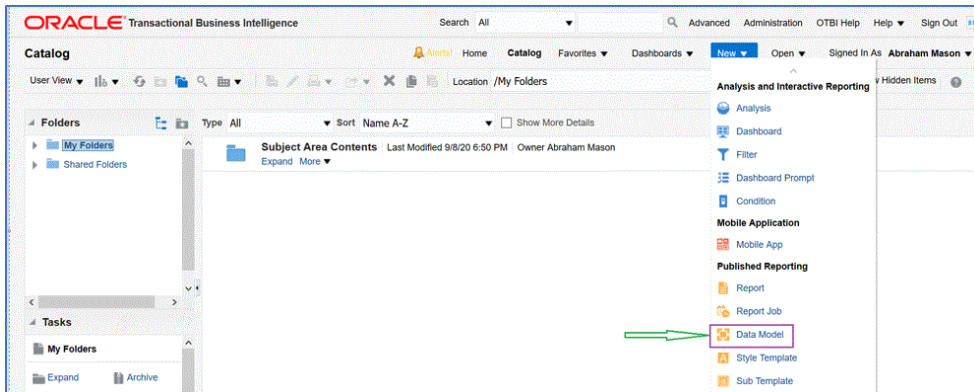 ORACLE Transactional Business Intelligence Search All Advanced Administration OTBI Help Help Sign Out
Catalog Alerts! Home Catalog Favorites Dashboards New Open Signed In As Abraham Mason
User View Location /My Folders Hidden Items
Analysis and Interactive Reporting
Analysis
Dashboard
Filter
Dashboard Prompt
Condition
Mobile Application
Mobile App
Published Reporting
Report
Report Job
Data Model
Style Template
Sub Template
Folders
My Folders
Shared Folders
Type All Sort Name A-Z Show More Details
Subject Area Contents Last Modified 9/8/20 6:50 PM Owner Abraham Mason
Expand More
Tasks
My Folders
Expand Archive